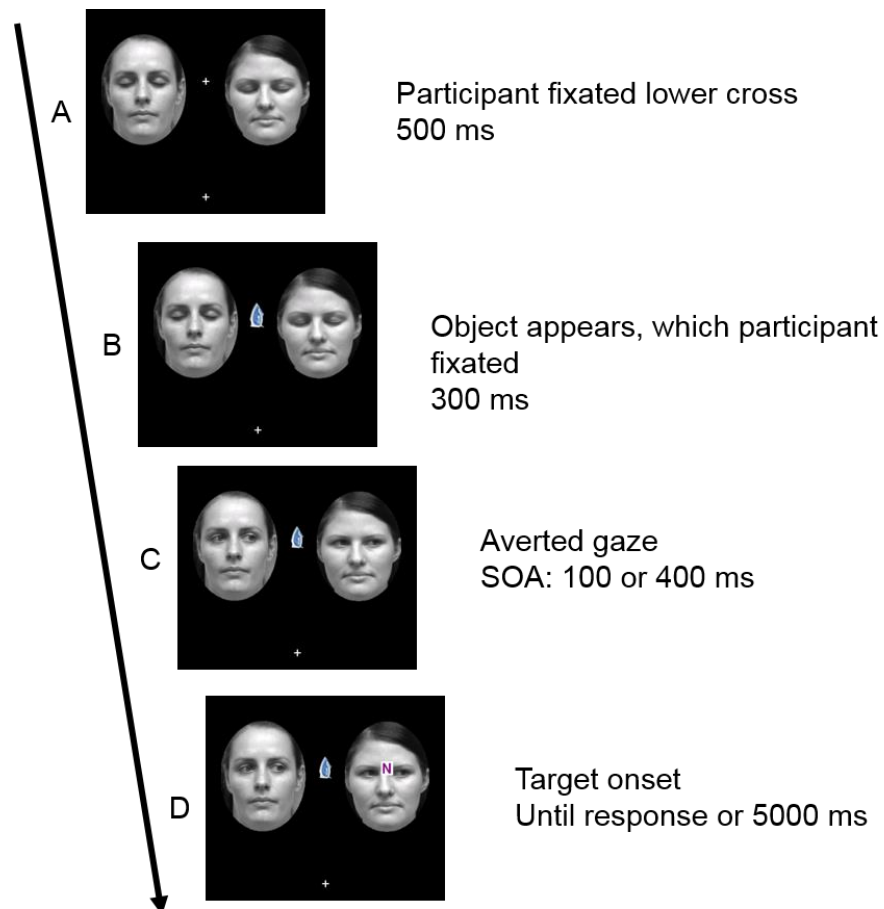 A
Participant fixated lower cross
500 ms
B
Object appears, which participant
fixated
300 ms
C
Averted gaze
SOA: 100 or 400 ms
N
D
Target onset
Until response or 5000 ms